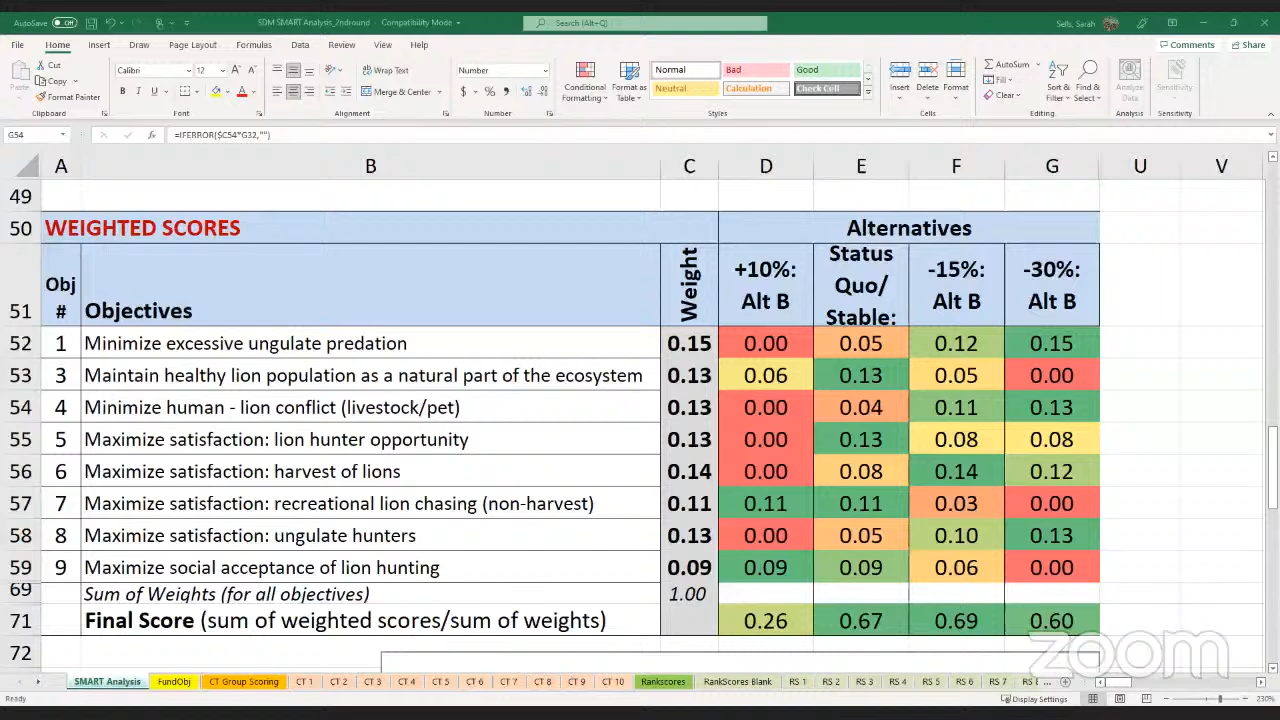 AutoSave Off SDM SMART Analysis_2ndround - Compatibility Mode Search (Alt+Q) Sells, Sarah
File Home Insert Draw Page Layout Formulas Data Review View Help Comments Share
Paste Cut Copy Format Painter Clipboard
Calibri 12 B Font
Wrap Text Merge & Center Alignment
Number $ % Number
Conditional Formatting Format as Table Normal Bad Good Neutral Calculation Check Cell Styles
Insert Delete Format Cells
AutoSum Fill Clear Sort & Filter Find & Select Editing
Analyze Data Analysis Sensitivity Sensitivity
G54 fx =IFERROR($C54*G32,"")
A B C D E F G U V
49
50 WEIGHTED SCORES Alternatives
51 Obj # Objectives Weight +10%: Alt B Status Quo/ Stable: -15%: Alt B -30%: Alt B
52 1 Minimize excessive ungulate predation 0.15 0.00 0.05 0.12 0.15
53 3 Maintain healthy lion population as a natural part of the ecosystem 0.13 0.06 0.13 0.05 0.00
54 4 Minimize human - lion conflict (livestock/pet) 0.13 0.00 0.04 0.11 0.13
55 5 Maximize satisfaction: lion hunter opportunity 0.13 0.00 0.13 0.08 0.08
56 6 Maximize satisfaction: harvest of lions 0.14 0.00 0.08 0.14 0.12
57 7 Maximize satisfaction: recreational lion chasing (non-harvest) 0.11 0.11 0.11 0.03 0.00
58 8 Maximize satisfaction: ungulate hunters 0.13 0.00 0.05 0.10 0.13
59 9 Maximize social acceptance of lion hunting 0.09 0.09 0.09 0.06 0.00
69 Sum of Weights (for all objectives) 1.00
71 Final Score (sum of weighted scores/sum of weights) 0.26 0.67 0.69 0.60
72
zoom
SMART Analysis FundObj CT Group Scoring CT 1 CT 2 CT 3 CT 4 CT 5 CT 6 CT 7 CT 8 CT 9 CT 10 Rankscores RankScores Blank RS 1 RS 2 RS 3 RS 4 RS 5 RS 6 RS 7 ...
Ready Display Settings 230%